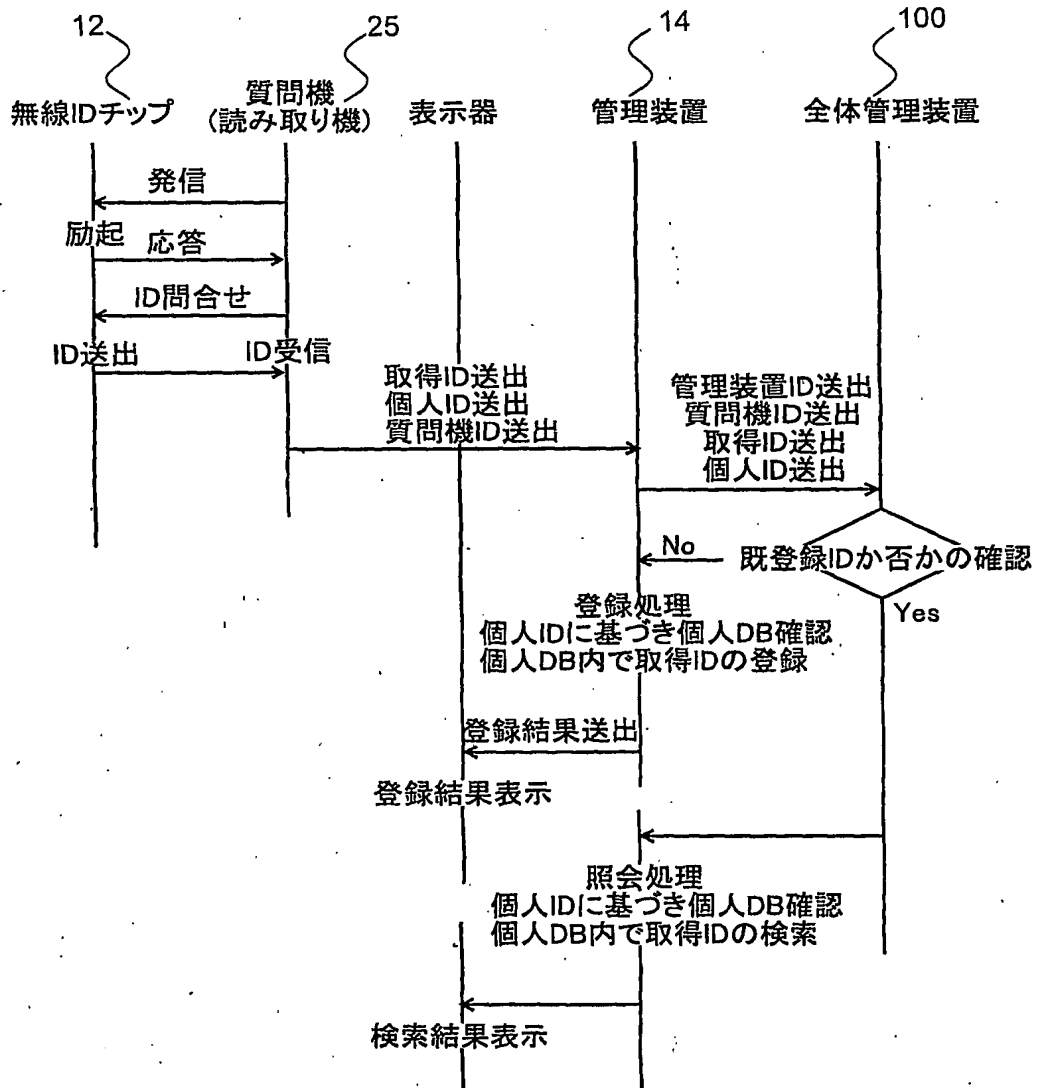 12
25
14
100
無線IDチップ
質問機
(読み取り機)
表示器
管理装置
全体管理装置
発信
励起
応答
ID問合せ
ID送出
ID受信
取得ID送出
個人ID送出
質問機ID送出
管理装置ID送出
質問機ID送出
取得ID送出
個人ID送出
No
既登録IDか否かの確認
Yes
登録処理
個人IDに基づき個人DB確認
個人DB内で取得IDの登録
登録結果送出
登録結果表示
照会処理
個人IDに基づき個人DB確認
個人DB内で取得IDの検索
検索結果表示